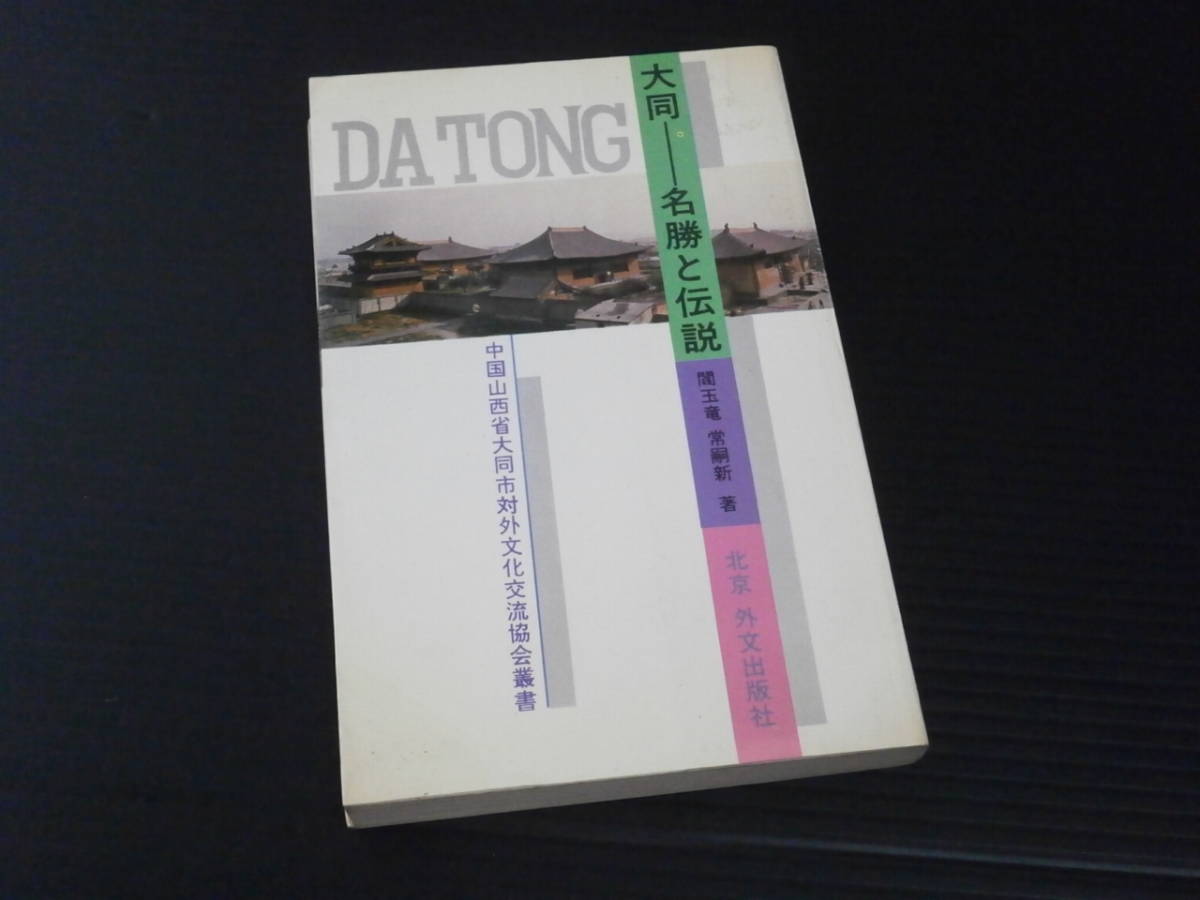 DA TONG
大同——名勝と伝説
閻玉竜 常嗣新 著
北京 外文出版社
中国山西省大同市対外文化交流協会叢書